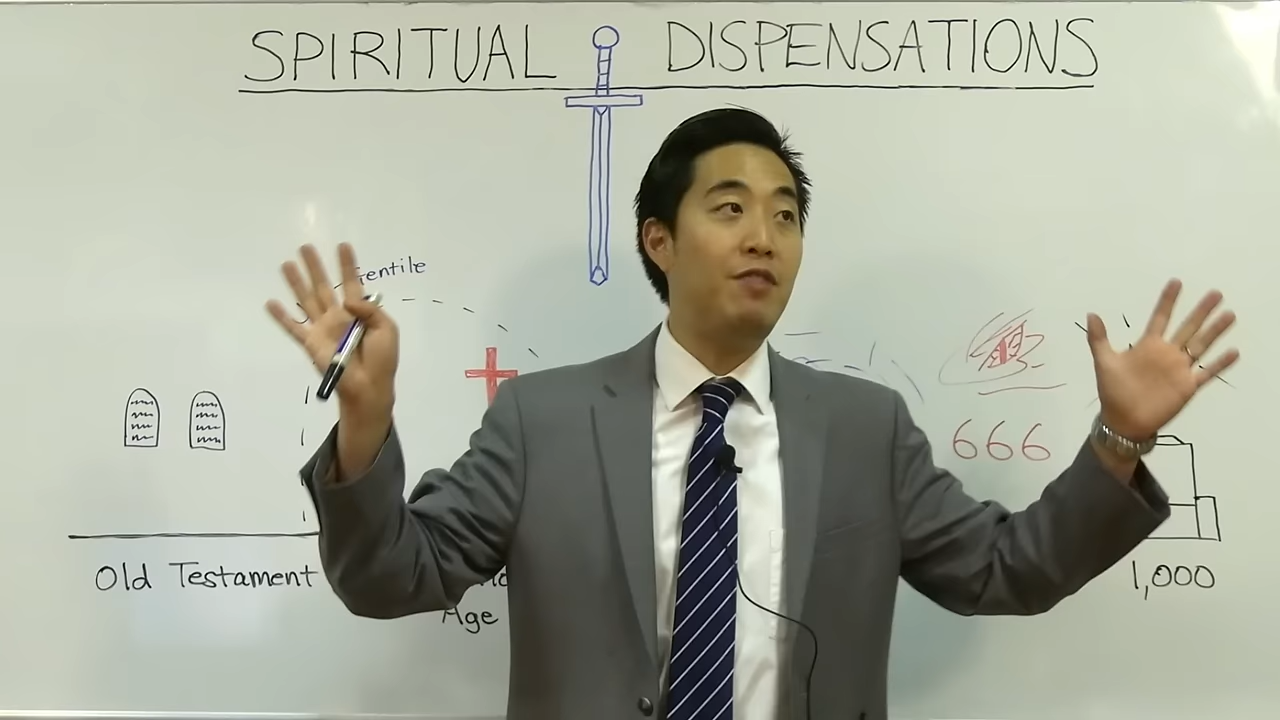 SPIRITUAL DISPENSATIONS
Gentile
666
Old Testament
Age
1,000